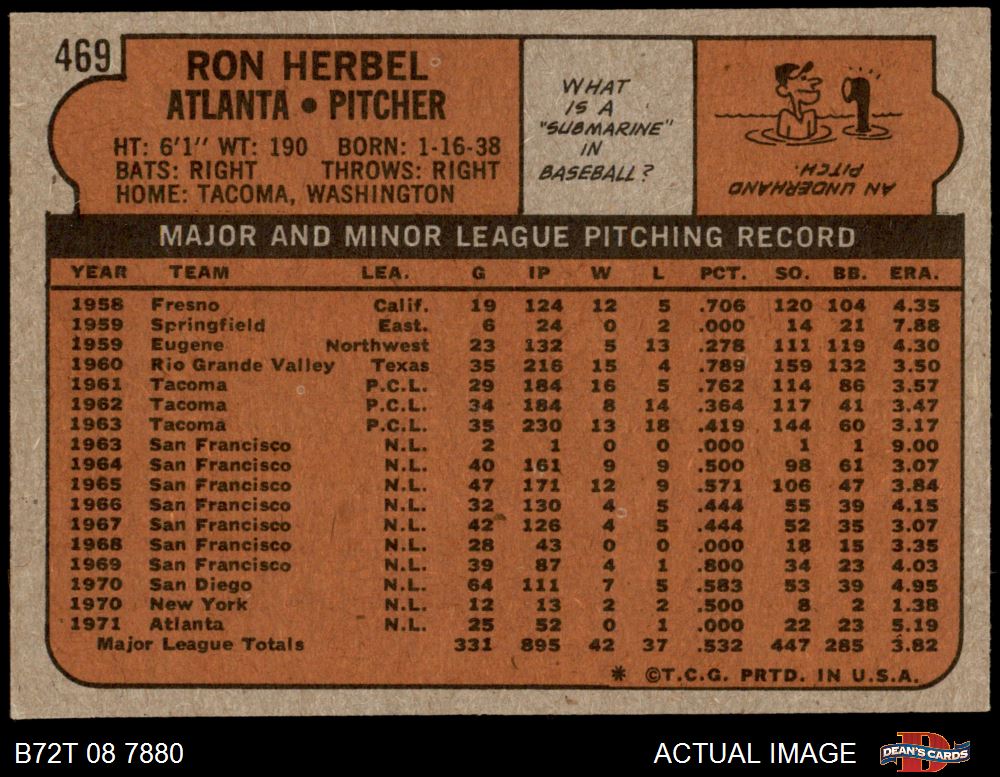 469
RON HERBEL
ATLANTA • PITCHER
HT: 6'1" WT: 190 BORN: 1-16-38
BATS: RIGHT THROWS: RIGHT
HOME: TACOMA, WASHINGTON
WHAT
IS A
"SUBMARINE"
IN
BASEBALL?
AN UNDERHAND
PITCH.
MAJOR AND MINOR LEAGUE PITCHING RECORD
YEAR TEAM LEA. G IP W L PCT. SO. BB. ERA.
1958 Fresno Calif. 19 124 12 5 .706 120 104 4.35
1959 Springfield East. 6 24 0 2 .000 14 21 7.88
1959 Eugene Northwest 23 132 5 13 .278 111 119 4.30
1960 Rio Grande Valley Texas 35 216 15 4 .789 159 132 3.50
1961 Tacoma P.C.L. 29 184 16 5 .762 114 86 3.57
1962 Tacoma P.C.L. 34 184 8 14 .364 117 41 3.47
1963 Tacoma P.C.L. 35 230 13 18 .419 144 60 3.17
1963 San Francisco N.L. 2 1 0 0 .000 1 1 9.00
1964 San Francisco N.L. 40 161 9 9 .500 98 61 3.07
1965 San Francisco N.L. 47 171 12 9 .571 106 47 3.84
1966 San Francisco N.L. 32 130 4 5 .444 55 39 4.15
1967 San Francisco N.L. 42 126 4 5 .444 52 35 3.07
1968 San Francisco N.L. 28 43 0 0 .000 18 15 3.35
1969 San Francisco N.L. 39 87 4 1 .800 34 23 4.03
1970 San Diego N.L. 64 111 7 5 .583 53 39 4.95
1970 New York N.L. 12 13 2 2 .500 8 2 1.38
1971 Atlanta N.L. 25 52 0 1 .000 22 23 5.19
Major League Totals 331 895 42 37 .532 447 285 3.82
* ©T.C.G. PRTD. IN U.S.A.
B72T 08 7880
ACTUAL IMAGE
D
DEAN'S CARDS